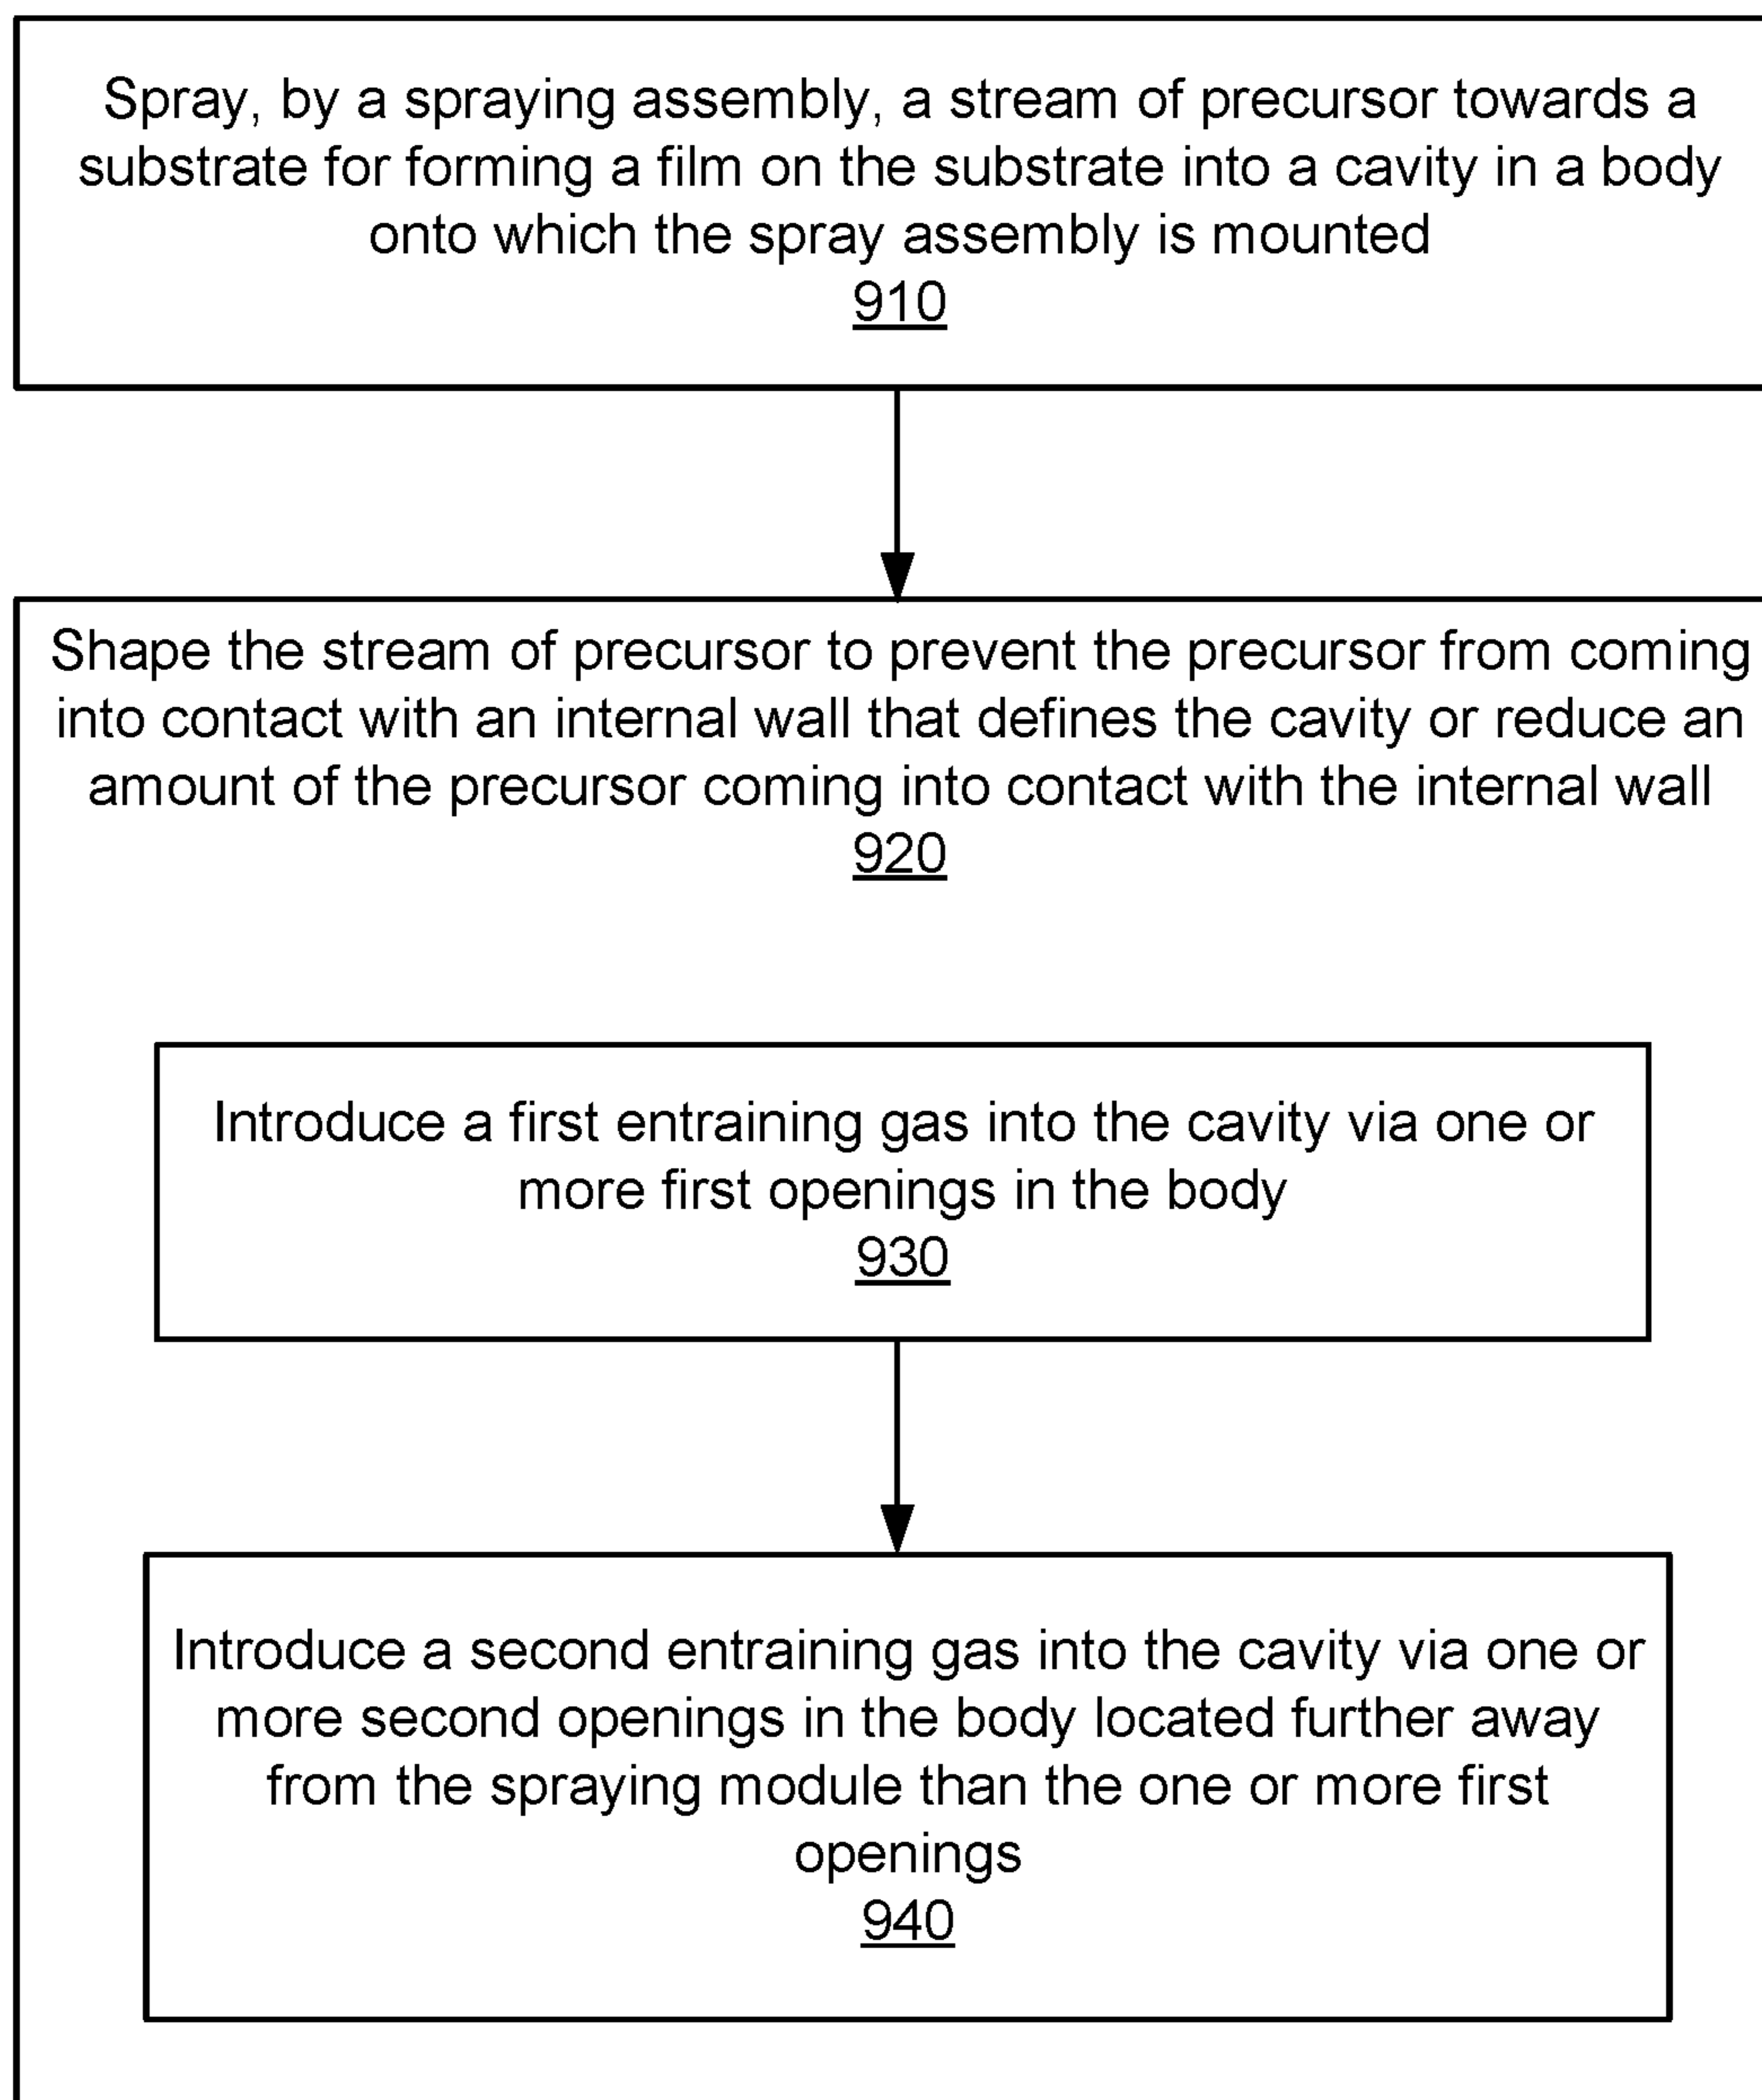 Spray, by a spraying assembly, a stream of precursor towards a
substrate for forming a film on the substrate into a cavity in a body
onto which the spray assembly is mounted
910
Shape the stream of precursor to prevent the precursor from coming
into contact with an internal wall that defines the cavity or reduce an
amount of the precursor coming into contact with the internal wall
920
Introduce a first entraining gas into the cavity via one or
more first openings in the body
930
Introduce a second entraining gas into the cavity via one or
more second openings in the body located further away
from the spraying module than the one or more first
openings
940